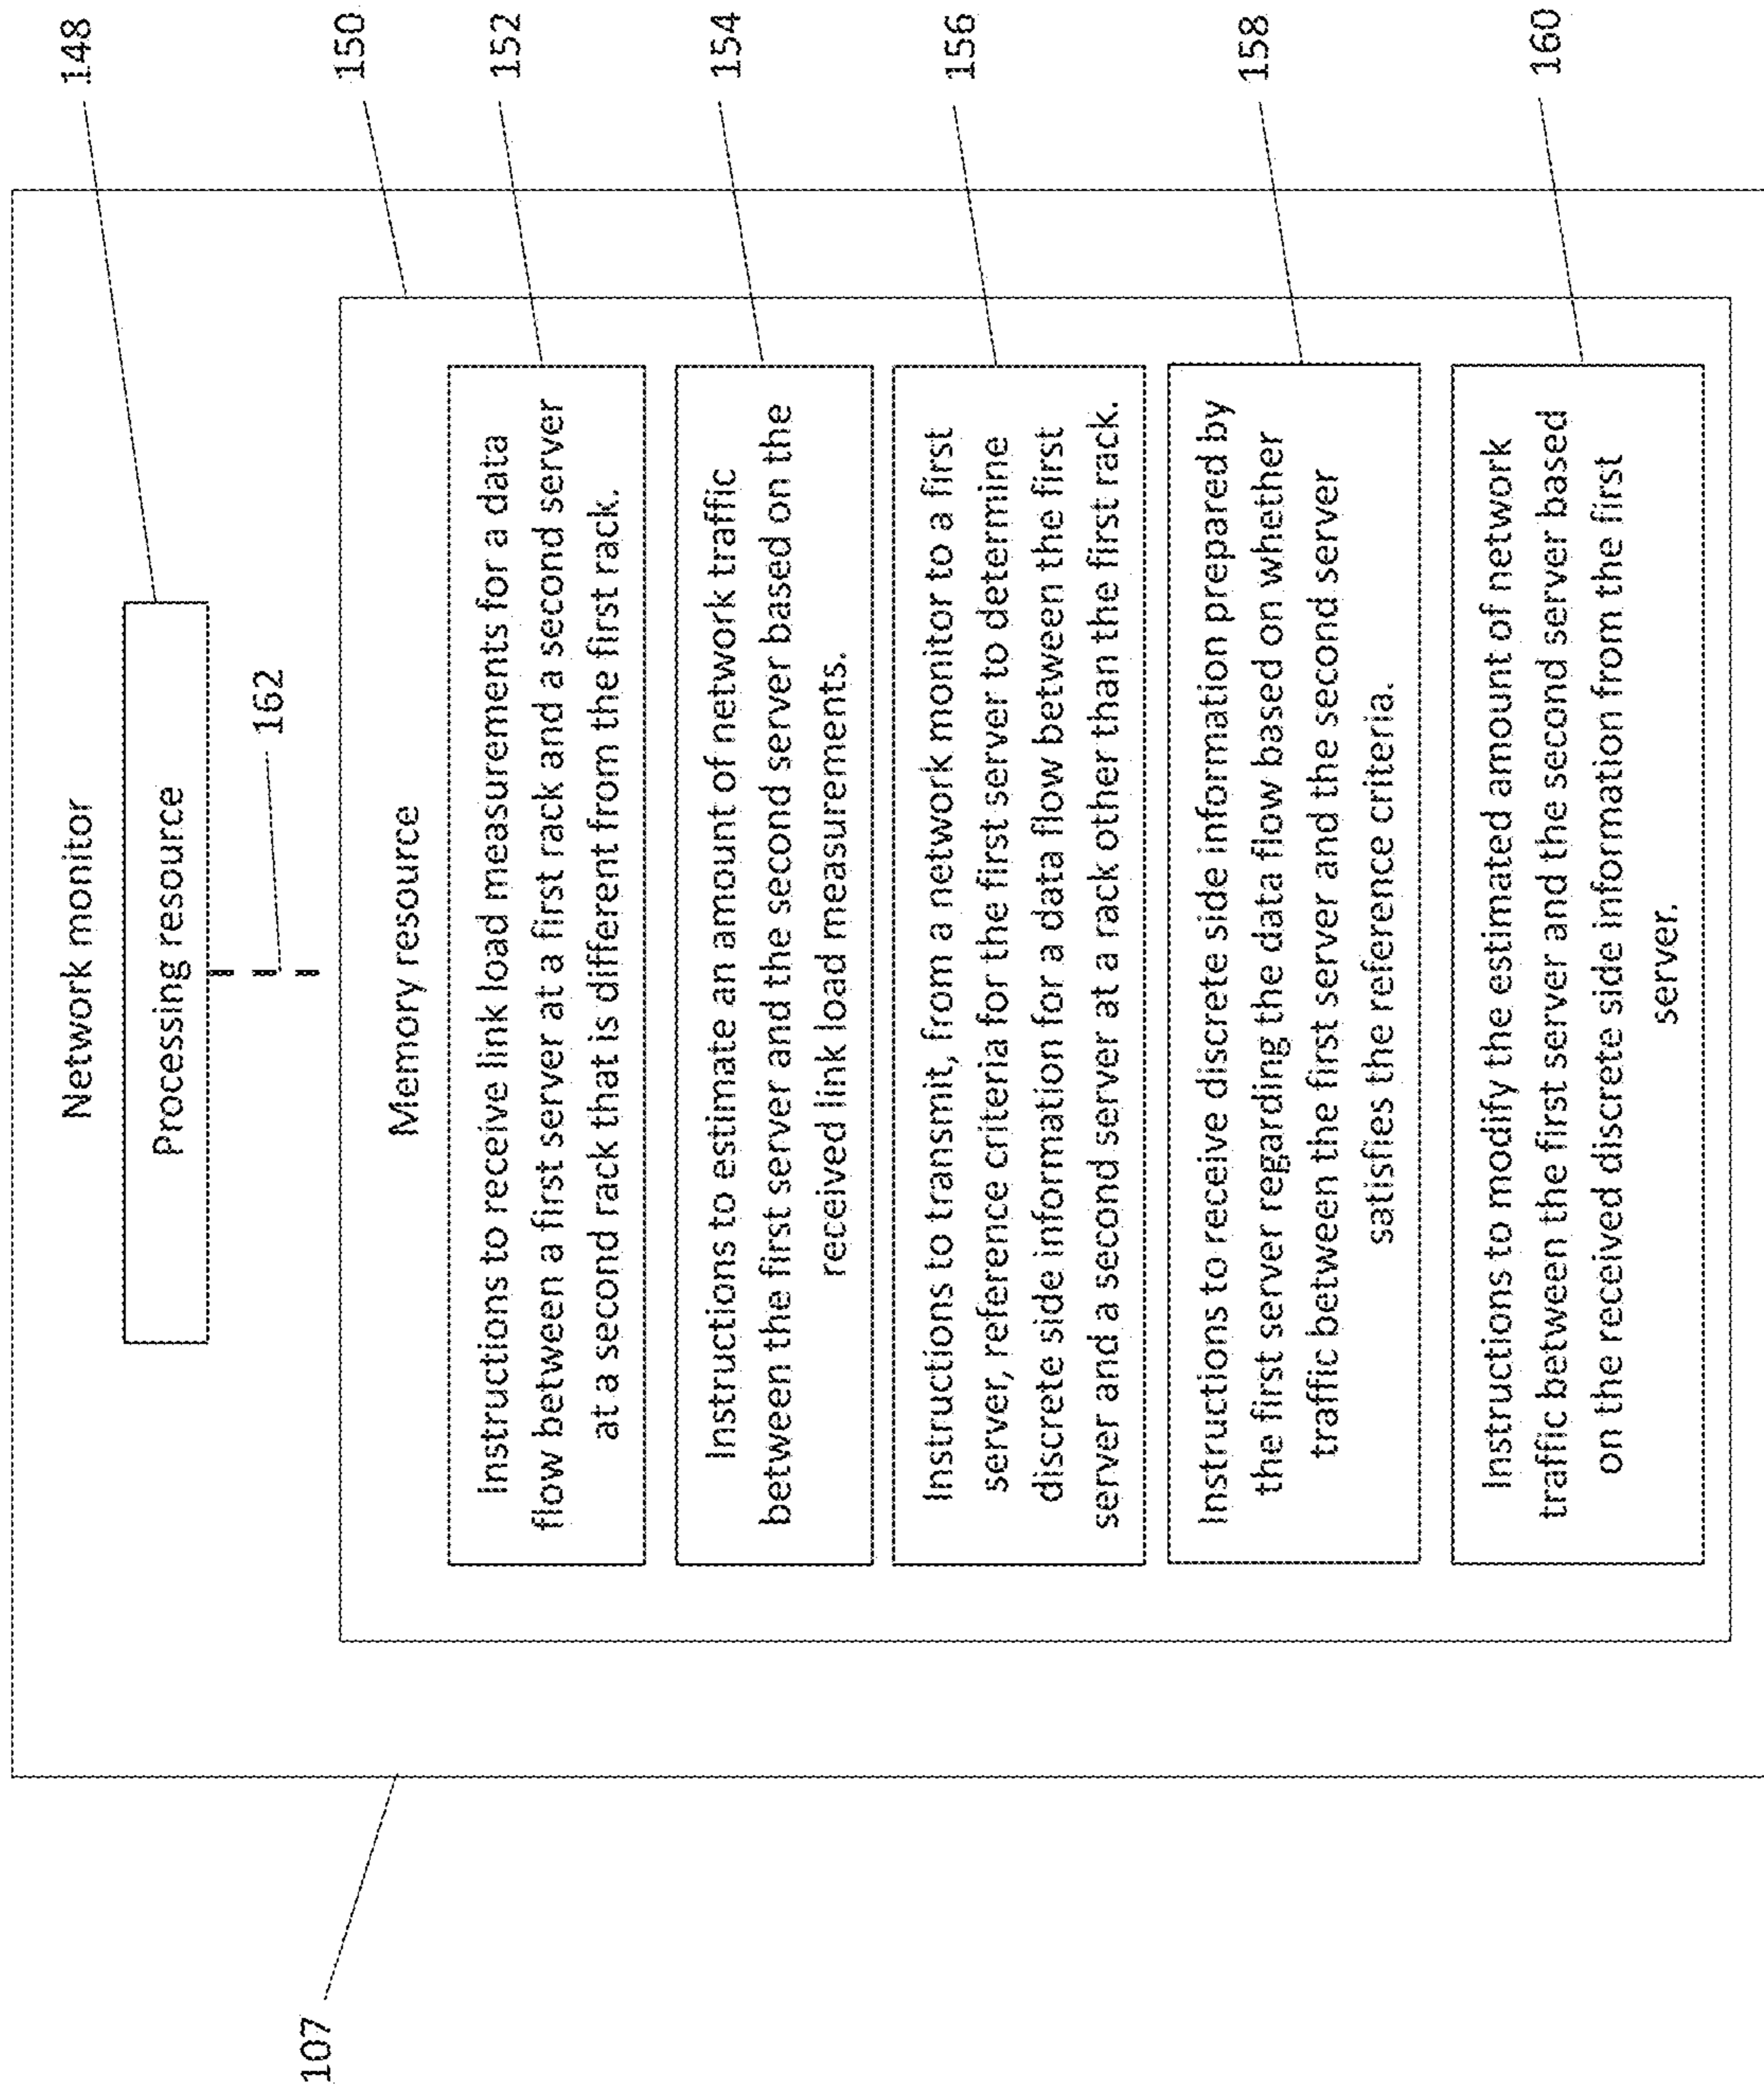 Network monitor
Processing resource
148
162
Memory resource
150
Instructions to receive link load measurements for a data
flow between a first server at a first rack and a second server
at a second rack that is different from the first rack.
152
Instructions to estimate an amount of network traffic
between the first server and the second server based on the
received link load measurements.
154
Instructions to transmit, from a network monitor to a first
server, reference criteria for the first server to determine
discrete side information for a data flow between the first
server and a second server at a rack other than the first rack.
156
Instructions to receive discrete side information prepared by
the first server regarding the data flow based on whether
traffic between the first server and the second server
satisfies the reference criteria.
158
Instructions to modify the estimated amount of network
traffic between the first server and the second server based
on the received discrete side information from the first
server.
160
107